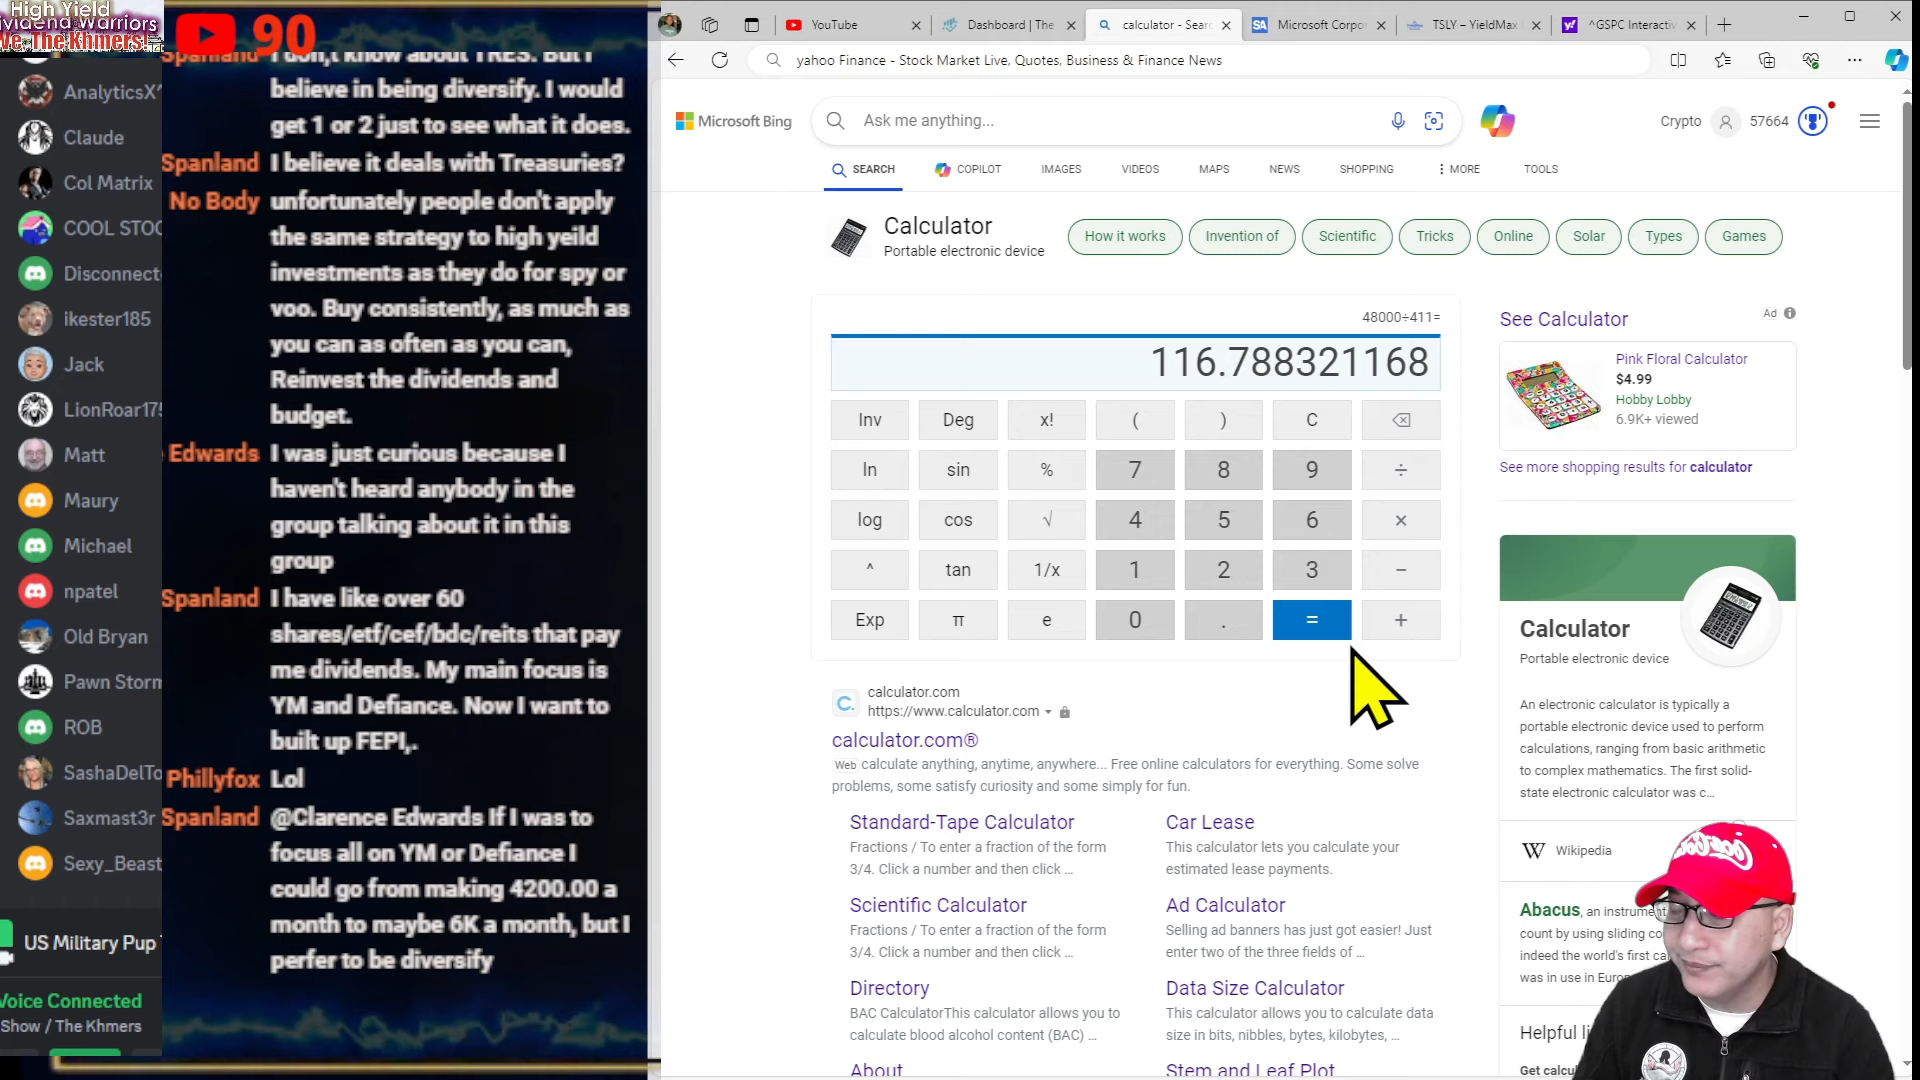 High Yield
Dividend Warriors
We, The Khmers!
90
AnalyticsX
Claude
Col Matrix
COOL STOC
Disconnect
ikester185
Jack
LionRoar175
Matt
Maury
Michael
npatel
Old Bryan
Pawn Storm
ROB
SashaDelTo
Saxmast3r
Sexy_Beast
US Military Pup
Voice Connected
Show / The Khmers
Spanland I don,t know about TRES. But I
believe in being diversify. I would
get 1 or 2 just to see what it does.
Spanland I believe it deals with Treasuries?
No Body unfortunately people don't apply
the same strategy to high yeild
investments as they do for spy or
voo. Buy consistently, as much as
you can as often as you can,
Reinvest the dividends and
budget.
Edwards I was just curious because I
haven't heard anybody in the
group talking about it in this
group
Spanland I have like over 60
shares/etf/cef/bdc/reits that pay
me dividends. My main focus is
YM and Defiance. Now I want to
built up FEPI,.
Phillyfox Lol
Spanland @Clarence Edwards If I was to
focus all on YM or Defiance I
could go from making 4200.00 a
month to maybe 6K a month, but I
perfer to be diversify
YouTube
Dashboard | The
calculator - Searc
Microsoft Corpor
TSLY – YieldMax
^GSPC Interactiv
yahoo Finance - Stock Market Live, Quotes, Business & Finance News
Microsoft Bing
Ask me anything...
Crypto
57664
SEARCH
COPILOT
IMAGES
VIDEOS
MAPS
NEWS
SHOPPING
MORE
TOOLS
Calculator
Portable electronic device
How it works
Invention of
Scientific
Tricks
Online
Solar
Types
Games
48000÷411=
116.788321168
Inv Deg x! ( ) C
ln sin % 7 8 9 ÷
log cos √ 4 5 6 ×
^ tan 1/x 1 2 3 −
Exp π e 0 . = +
calculator.com
https://www.calculator.com
calculator.com®
Web calculate anything, anytime, anywhere... Free online calculators for everything. Some solve
problems, some satisfy curiosity and some simply for fun.
Standard-Tape Calculator
Fractions / To enter a fraction of the form
3/4. Click a number and then click ...
Car Lease
This calculator lets you calculate your
estimated lease payments.
Scientific Calculator
Fractions / To enter a fraction of the form
3/4. Click a number and then click ...
Ad Calculator
Selling ad banners has just got easier! Just
enter two of the three fields of ...
Directory
BAC CalculatorThis calculator allows you to
calculate blood alcohol content (BAC) ...
Data Size Calculator
This calculator allows you to calculate data
size in bits, nibbles, bytes, kilobytes, ...
About
Stem and Leaf Plot
See Calculator
Ad
Pink Floral Calculator
$4.99
Hobby Lobby
6.9K+ viewed
See more shopping results for calculator
Calculator
Portable electronic device
An electronic calculator is typically a
portable electronic device used to perform
calculations, ranging from basic arithmetic
to complex mathematics. The first solid-
state electronic calculator was c...
Wikipedia
Abacus, an instrument
count by using sliding co
indeed the world's first ca
was in use in Euro
Helpful li
Get calcul
Coca-Cola